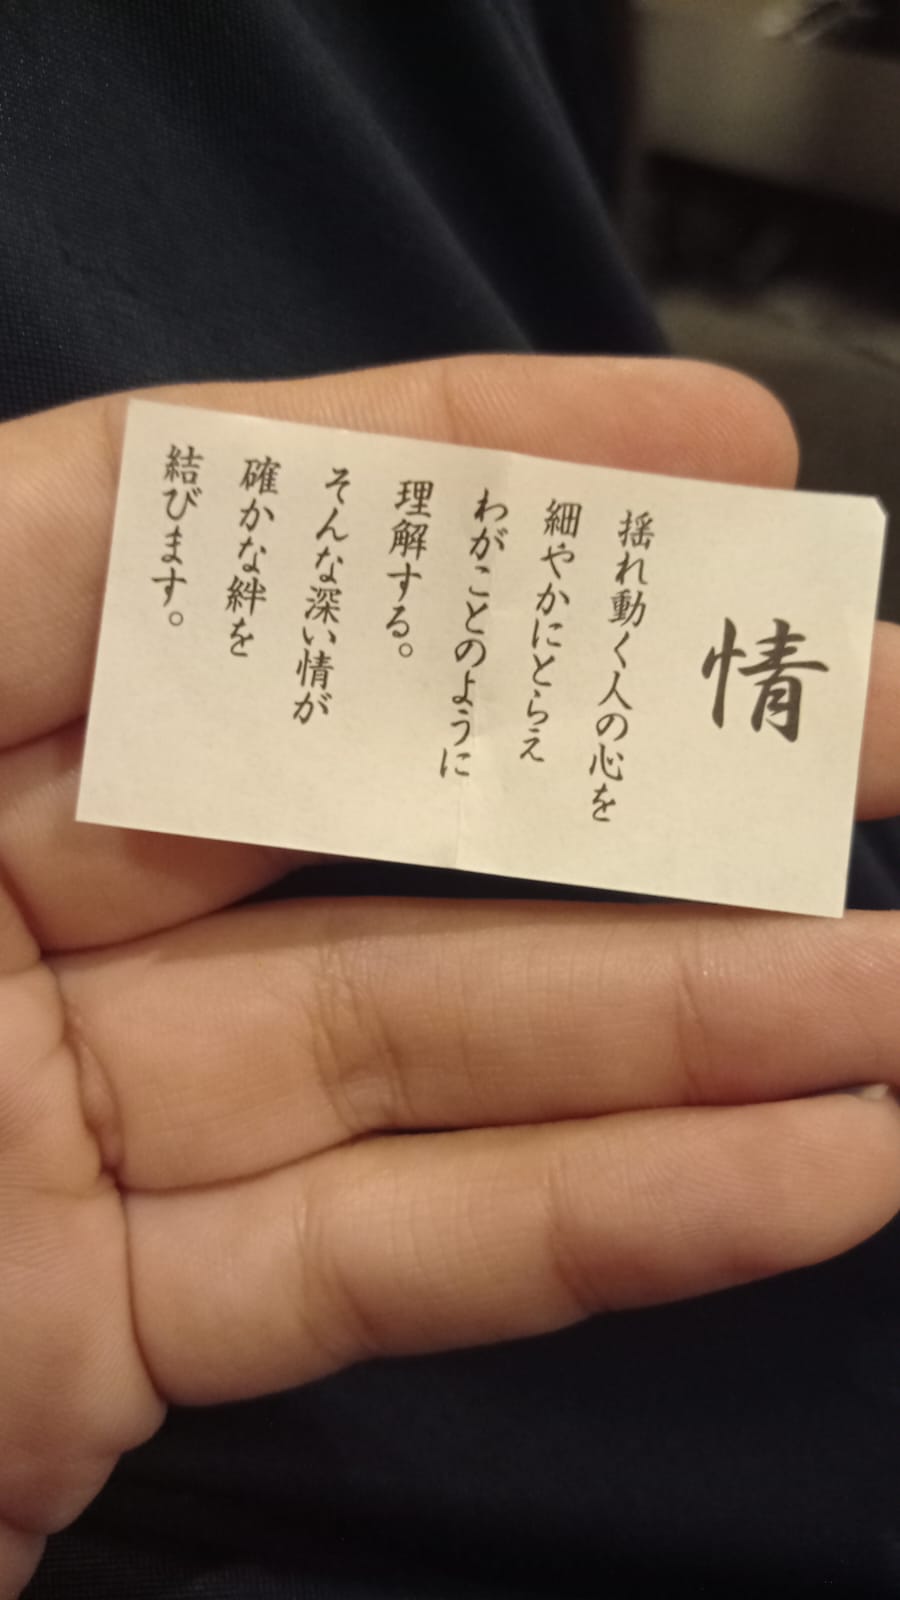 情
揺れ動く人の心を
細やかにとらえ
わがことのように
理解する。
そんな深い情が
確かな絆を
結びます。